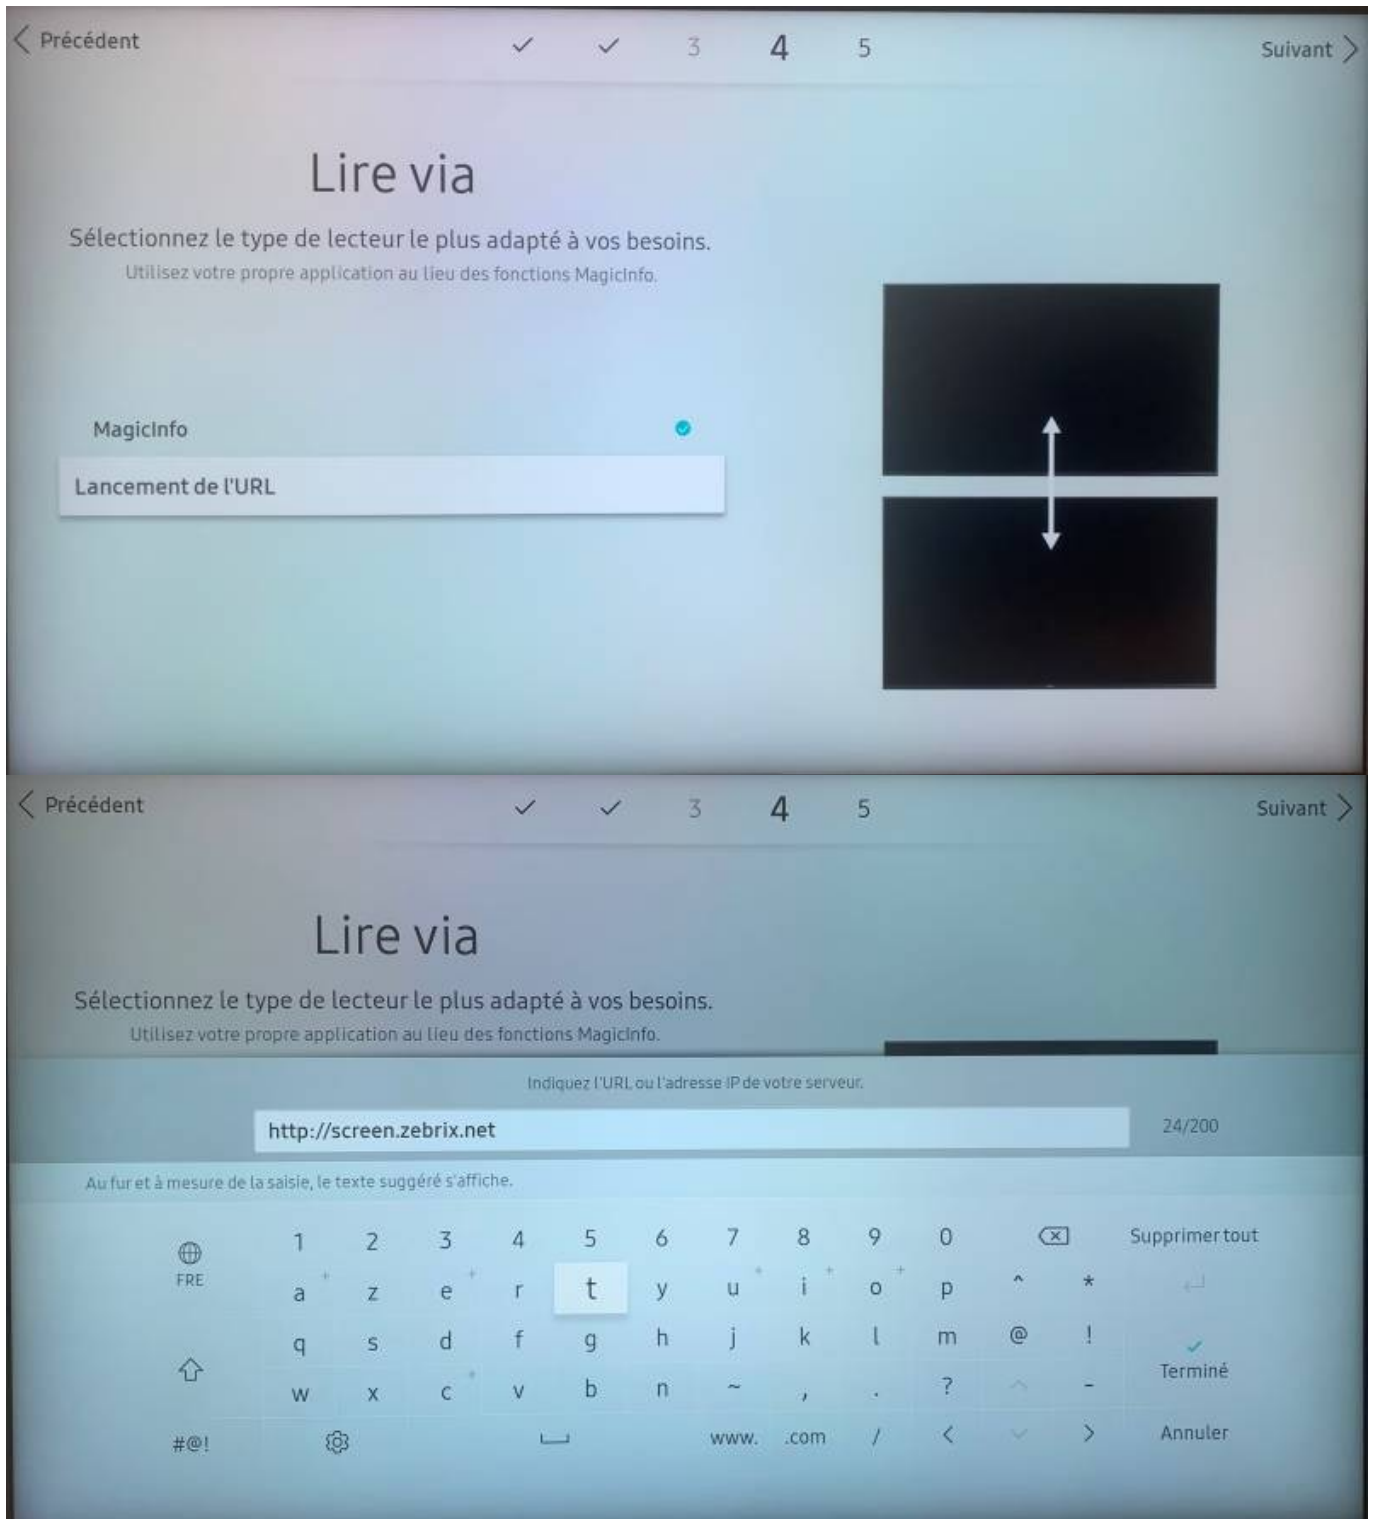 < Précédent
✓ ✓ 3 4 5
Suivant >
Lire via
Sélectionnez le type de lecteur le plus adapté à vos besoins.
Utilisez votre propre application au lieu des fonctions MagicInfo.
MagicInfo
Lancement de l'URL
< Précédent
✓ ✓ 3 4 5
Suivant >
Lire via
Sélectionnez le type de lecteur le plus adapté à vos besoins.
Utilisez votre propre application au lieu des fonctions MagicInfo.
Indiquez l'URL ou l'adresse IP de votre serveur.
http://screen.zebrix.net 24/200
Au fur et à mesure de la saisie, le texte suggéré s'affiche.
1 2 3 4 5 6 7 8 9 0 Supprimer tout
FRE
a z e r t y u i o p ^ *
q s d f g h j k l m @ !
Terminé
w x c v b n ~ , . ? -
#@! www. .com / < > Annuler